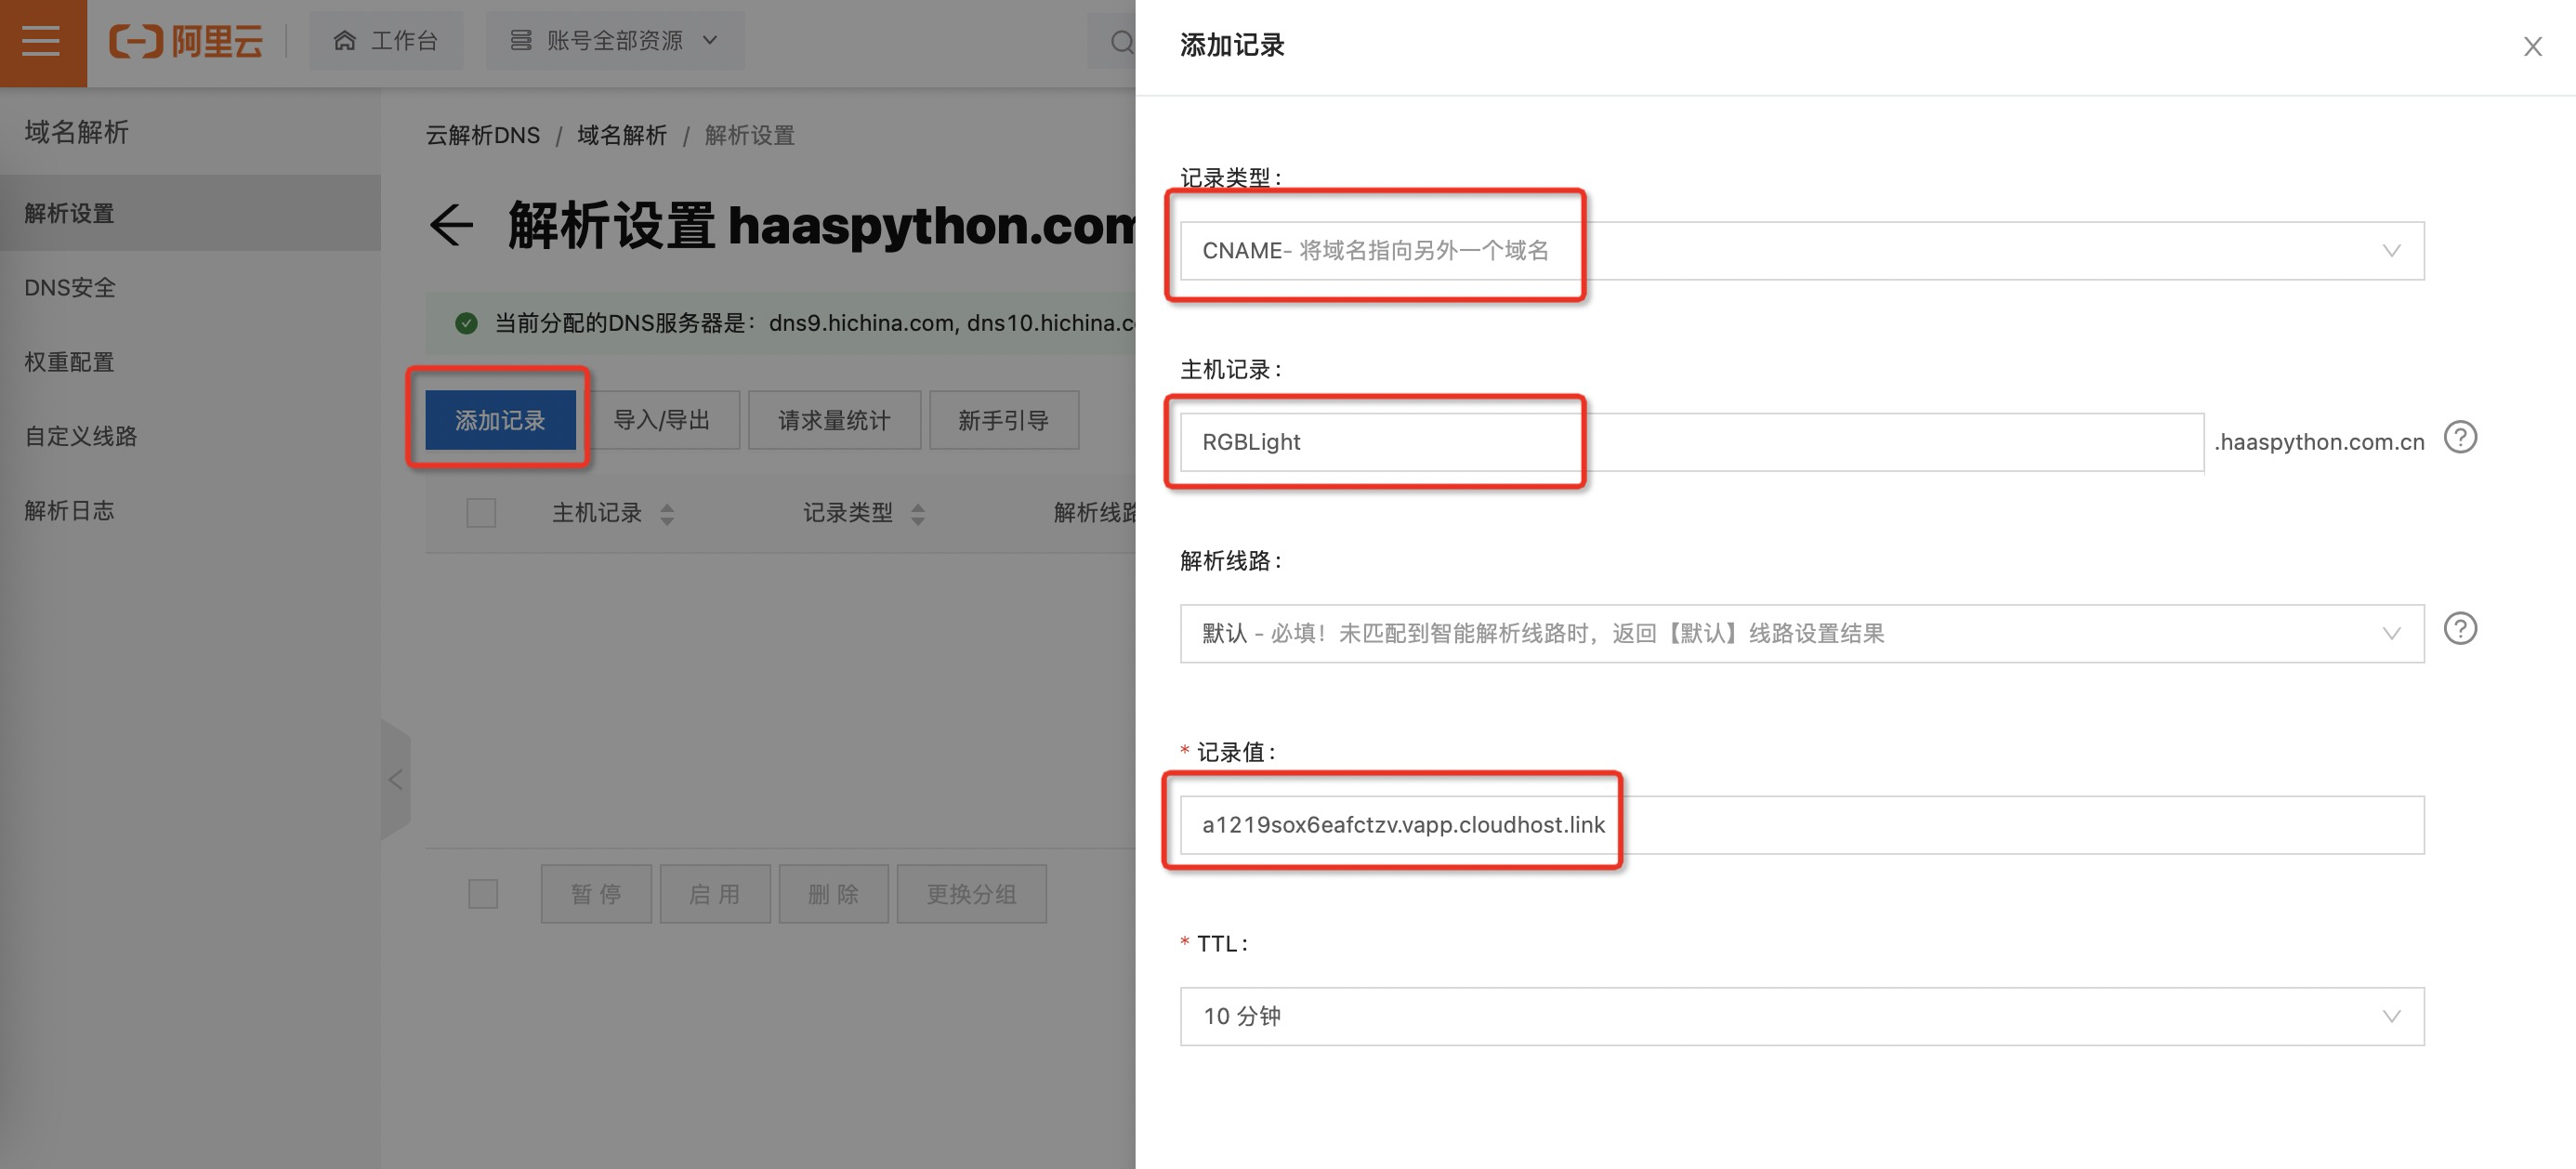 阿里云
工作台
账号全部资源
域名解析
解析设置
DNS安全
权重配置
自定义线路
解析日志
云解析DNS / 域名解析 / 解析设置
解析设置 haaspython.com
当前分配的DNS服务器是：dns9.hichina.com, dns10.hichina.c
添加记录 导入/导出 请求量统计 新手引导
主机记录 记录类型 解析线路
暂 停 启 用 删 除 更换分组
添加记录
记录类型：
CNAME- 将域名指向另外一个域名
主机记录：
RGBLight .haaspython.com.cn
解析线路：
默认 - 必填！未匹配到智能解析线路时，返回【默认】线路设置结果
* 记录值：
a1219sox6eafctzv.vapp.cloudhost.link
* TTL：
10 分钟